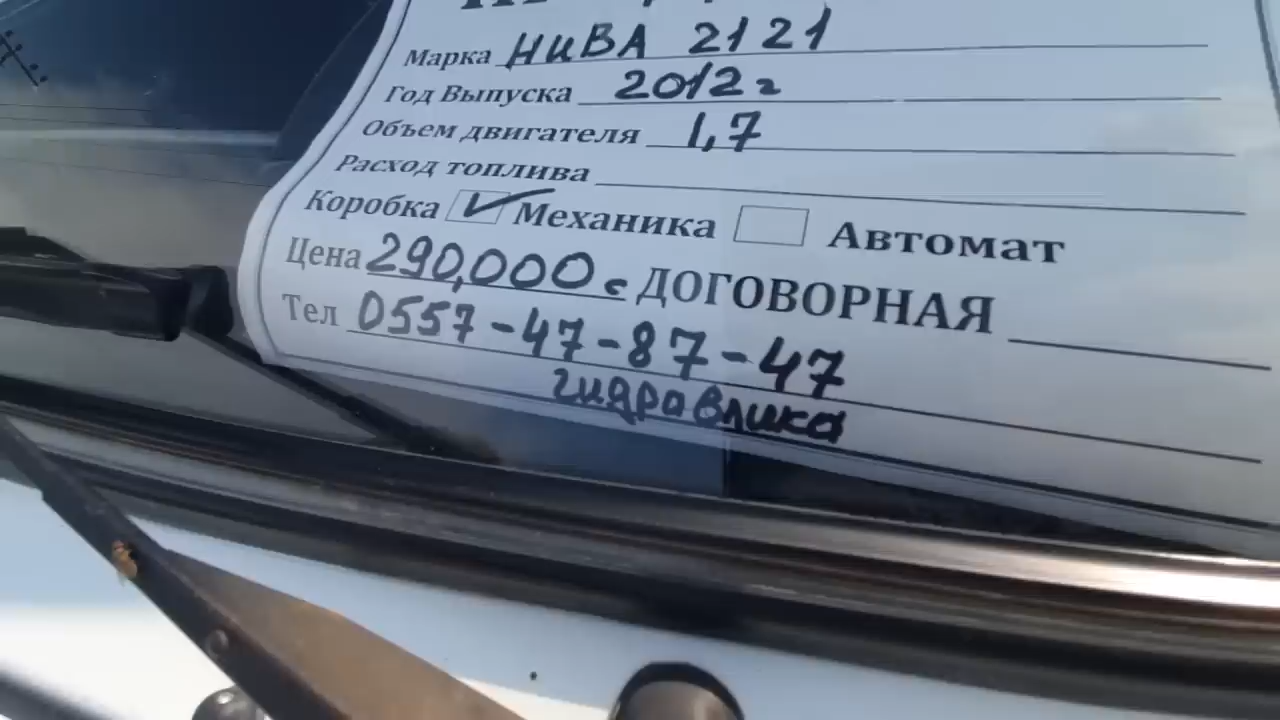 Марка НИВА 2121
Год Выпуска 2012г
Объем двигателя 1,7
Расход топлива
Коробка ✓ Механика Автомат
Цена 290,000 с ДОГОВОРНАЯ
Тел 0557-47-87-47
гидравлика